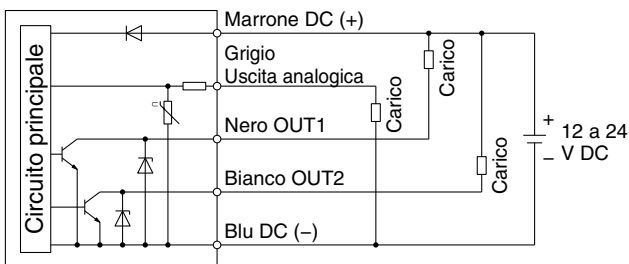 Marrone DC (+)
Grigio
Uscita analogica
Nero OUT1
Bianco OUT2
Blu DC (−)
Circuito principale
Carico
Carico
Carico
+
−
12 a 24
V DC